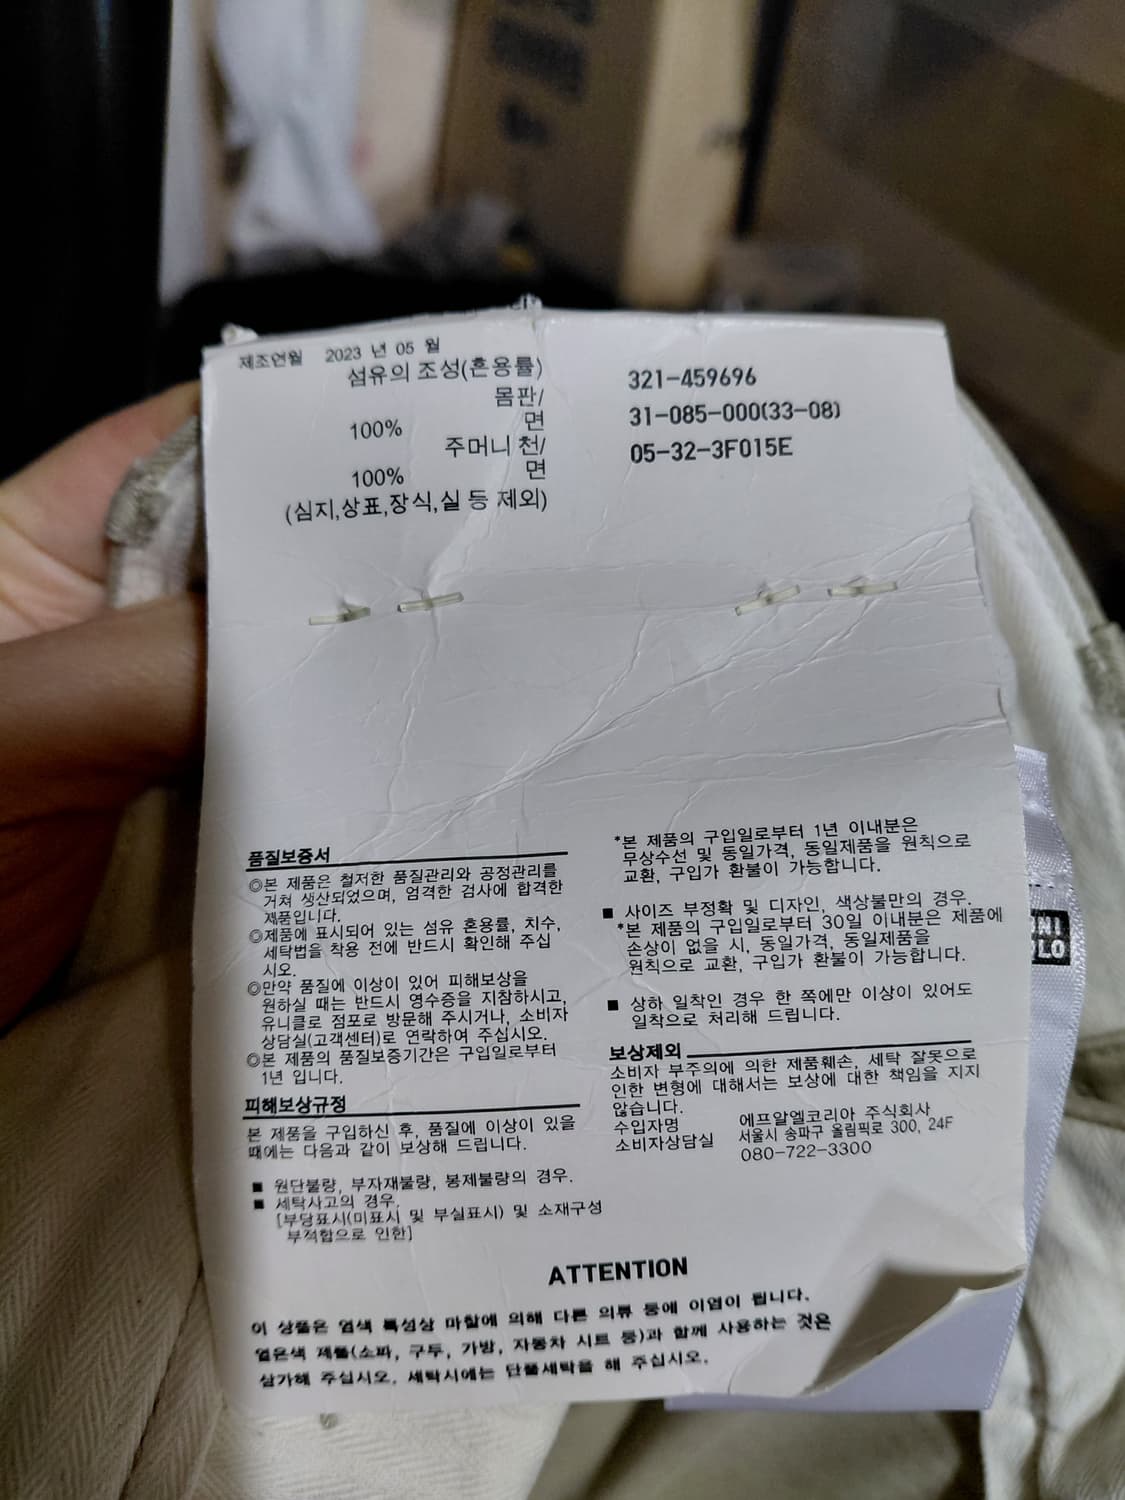 제조연월 2023 년 05 월
섬유의 조성(혼용률)
몸판/
100% 면
주머니 천/
100% 면
(심지,상표,장식,실 등 제외)
321-459696
31-085-000(33-08)
05-32-3F015E
품질보증서
◎본 제품은 철저한 품질관리와 공정관리를
거쳐 생산되었으며, 엄격한 검사에 합격한
제품입니다.
◎제품에 표시되어 있는 섬유 혼용률, 치수,
세탁법을 착용 전에 반드시 확인해 주십
시오.
◎만약 품질에 이상이 있어 피해보상을
원하실 때는 반드시 영수증을 지참하시고,
유니클로 점포로 방문해 주시거나, 소비자
상담실(고객센터)로 연락하여 주십시오.
◎본 제품의 품질보증기간은 구입일로부터
1년 입니다.
피해보상규정
본 제품을 구입하신 후, 품질에 이상이 있을
때에는 다음과 같이 보상해 드립니다.
■ 원단불량, 부자재불량, 봉제불량의 경우.
■ 세탁사고의 경우.
[부당표시(미표시 및 부실표시) 및 소재구성
부적합으로 인한]
*본 제품의 구입일로부터 1년 이내분은
무상수선 및 동일가격, 동일제품을 원칙으로
교환, 구입가 환불이 가능합니다.
■ 사이즈 부정확 및 디자인, 색상불만의 경우.
*본 제품의 구입일로부터 30일 이내분은 제품에
손상이 없을 시, 동일가격, 동일제품을
원칙으로 교환, 구입가 환불이 가능합니다.
■ 상하 일착인 경우 한 쪽에만 이상이 있어도
일착으로 처리해 드립니다.
보상제외
소비자 부주의에 의한 제품훼손, 세탁 잘못으로
인한 변형에 대해서는 보상에 대한 책임을 지지
않습니다.
수입자명 에프알엘코리아 주식회사
서울시 송파구 올림픽로 300, 24F
소비자상담실 080-722-3300
ATTENTION
이 상품은 염색 특성상 마찰에 의해 다른 의류 등에 이염이 됩니다.
옅은색 제품(소파, 구두, 가방, 자동차 시트 등)과 함께 사용하는 것은
삼가해 주십시오. 세탁시에는 단품세탁을 해 주십시오.
NI
LO